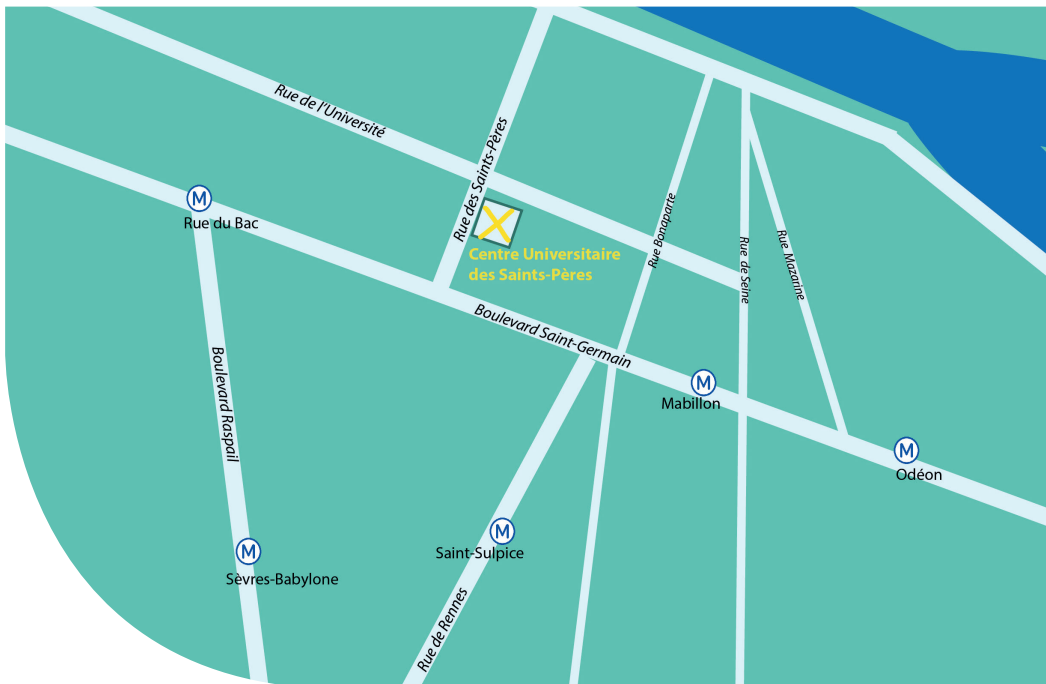 Rue de l'Université
Rue des Saints-Pères
M
Rue du Bac
Centre Universitaire
des Saints-Pères
Rue Bonaparte
Rue de Seine
Rue Mazarine
Boulevard Saint-Germain
Boulevard Raspail
M
Mabillon
M
Odéon
M
Saint-Sulpice
M
Sèvres-Babylone
Rue de Rennes